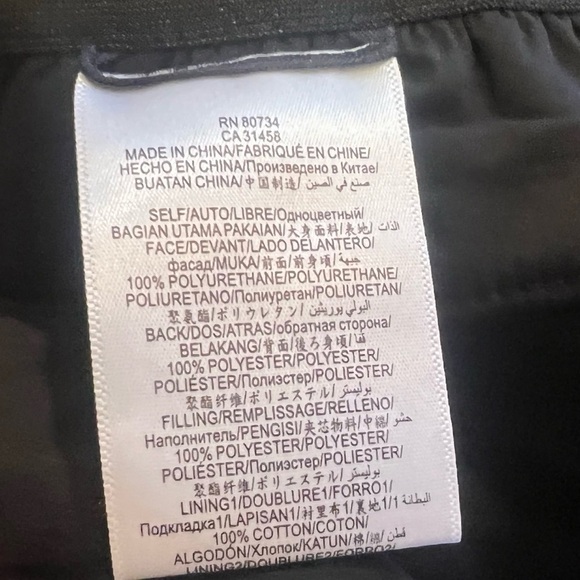 RN 80734
CA 31458
MADE IN CHINA/FABRIQUÉ EN CHINE/
HECHO EN CHINA/Произведено в Китае/
BUATAN CHINA/中国制造/ صنع في الصين
SELF/AUTO/LIBRE/Одноцветный/
BAGIAN UTAMA PAKAIAN/大身面料/表地/ الذات
FACE/DEVANT/LADO DELANTERO/
фасад/MUKA/前面/前身頃/ جبهة
100% POLYURETHANE/POLYURETHANE/
POLIURETANO/Полиуретан/POLIURETAN/
聚氨酯/ポリウレタン/ البولي يوريثين
BACK/DOS/ATRAS/обратная сторона/
BELAKANG/背面/後ろ身頃/ قفا
100% POLYESTER/POLYESTER/
POLIÉSTER/Полиэстер/POLIESTER/
聚酯纤维/ポリエステル/ بوليستر
FILLING/REMPLISSAGE/RELLENO/
Наполнитель/PENGISI/夹芯物料/中綿/ حشو
100% POLYESTER/POLYESTER/
POLIÉSTER/Полиэстер/POLIESTER/
聚酯纤维/ポリエステル/ بوليستر
LINING1/DOUBLURE1/FORRO1/
Подкладка1/LAPISAN1/衬里布1/裏地1/ البطانة 1
100% COTTON/COTON/
ALGODÓN/Хлопок/KATUN/棉/綿/ قطن
LINING2/DOUBLURE2/FORRO2/